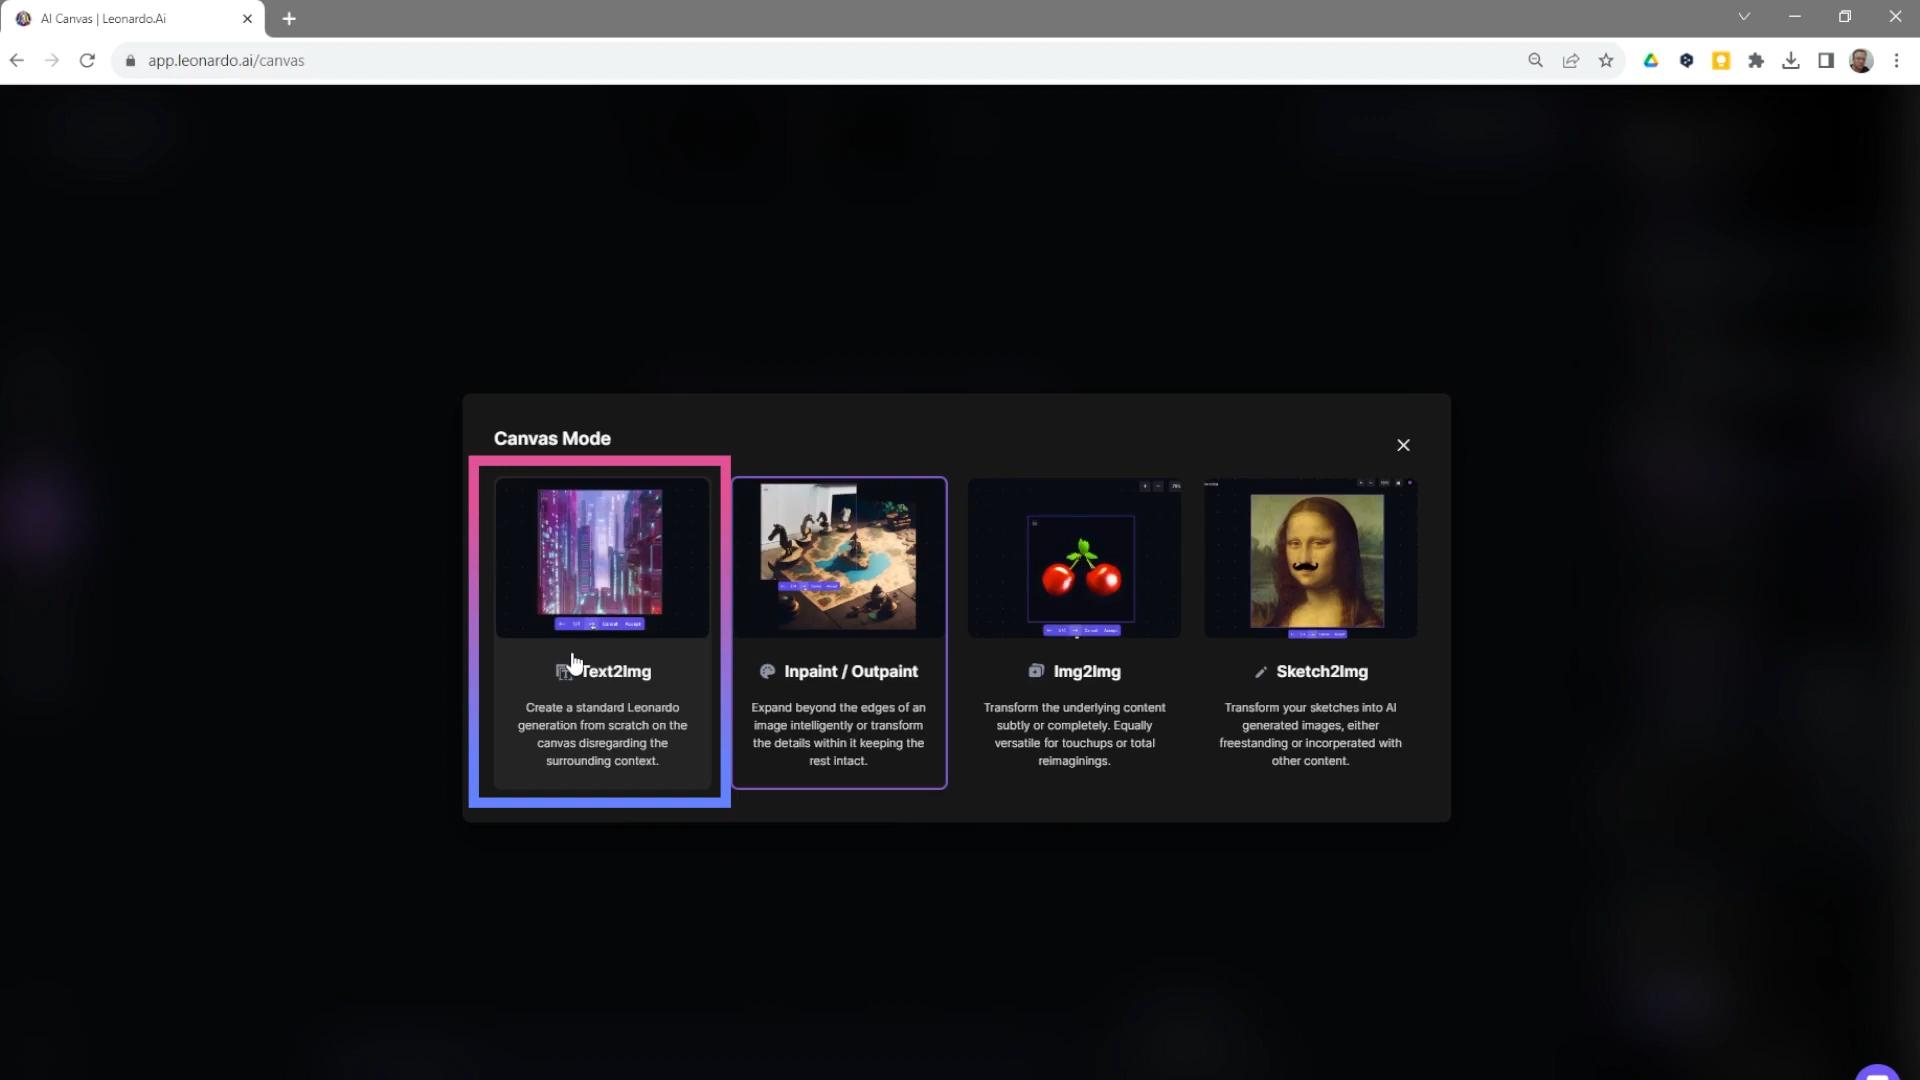 AI Canvas | Leonardo.Ai
app.leonardo.ai/canvas
Canvas Mode
Text2Img
Create a standard Leonardo
generation from scratch on the
canvas disregarding the
surrounding context.
Inpaint / Outpaint
Expand beyond the edges of an
image intelligently or transform
the details within it keeping the
rest intact.
Img2Img
Transform the underlying content
subtly or completely. Equally
versatile for touchups or total
reimaginings.
Sketch2Img
Transform your sketches into AI
generated images, either
freestanding or incorperated with
other content.
Cancel Accept